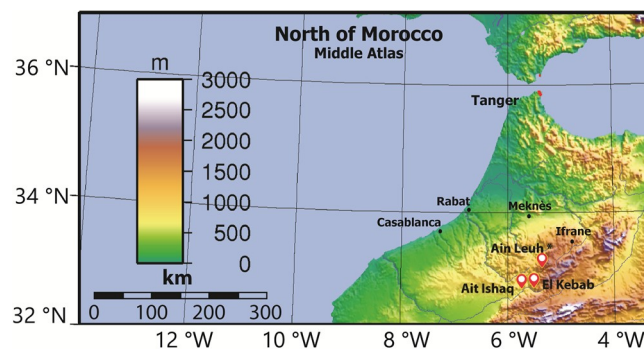 North of Morocco
Middle Atlas
36 °N
m
3000
2500
2000
1500
1000
500
0
Tanger
34 °N
Rabat
Meknès
Casablanca
Ifrane
Ain Leuh
km
Ait Ishaq
El Kebab
0 100 200 300
32 °N
12 °W 10 °W 8 °W 6 °W 4 °W